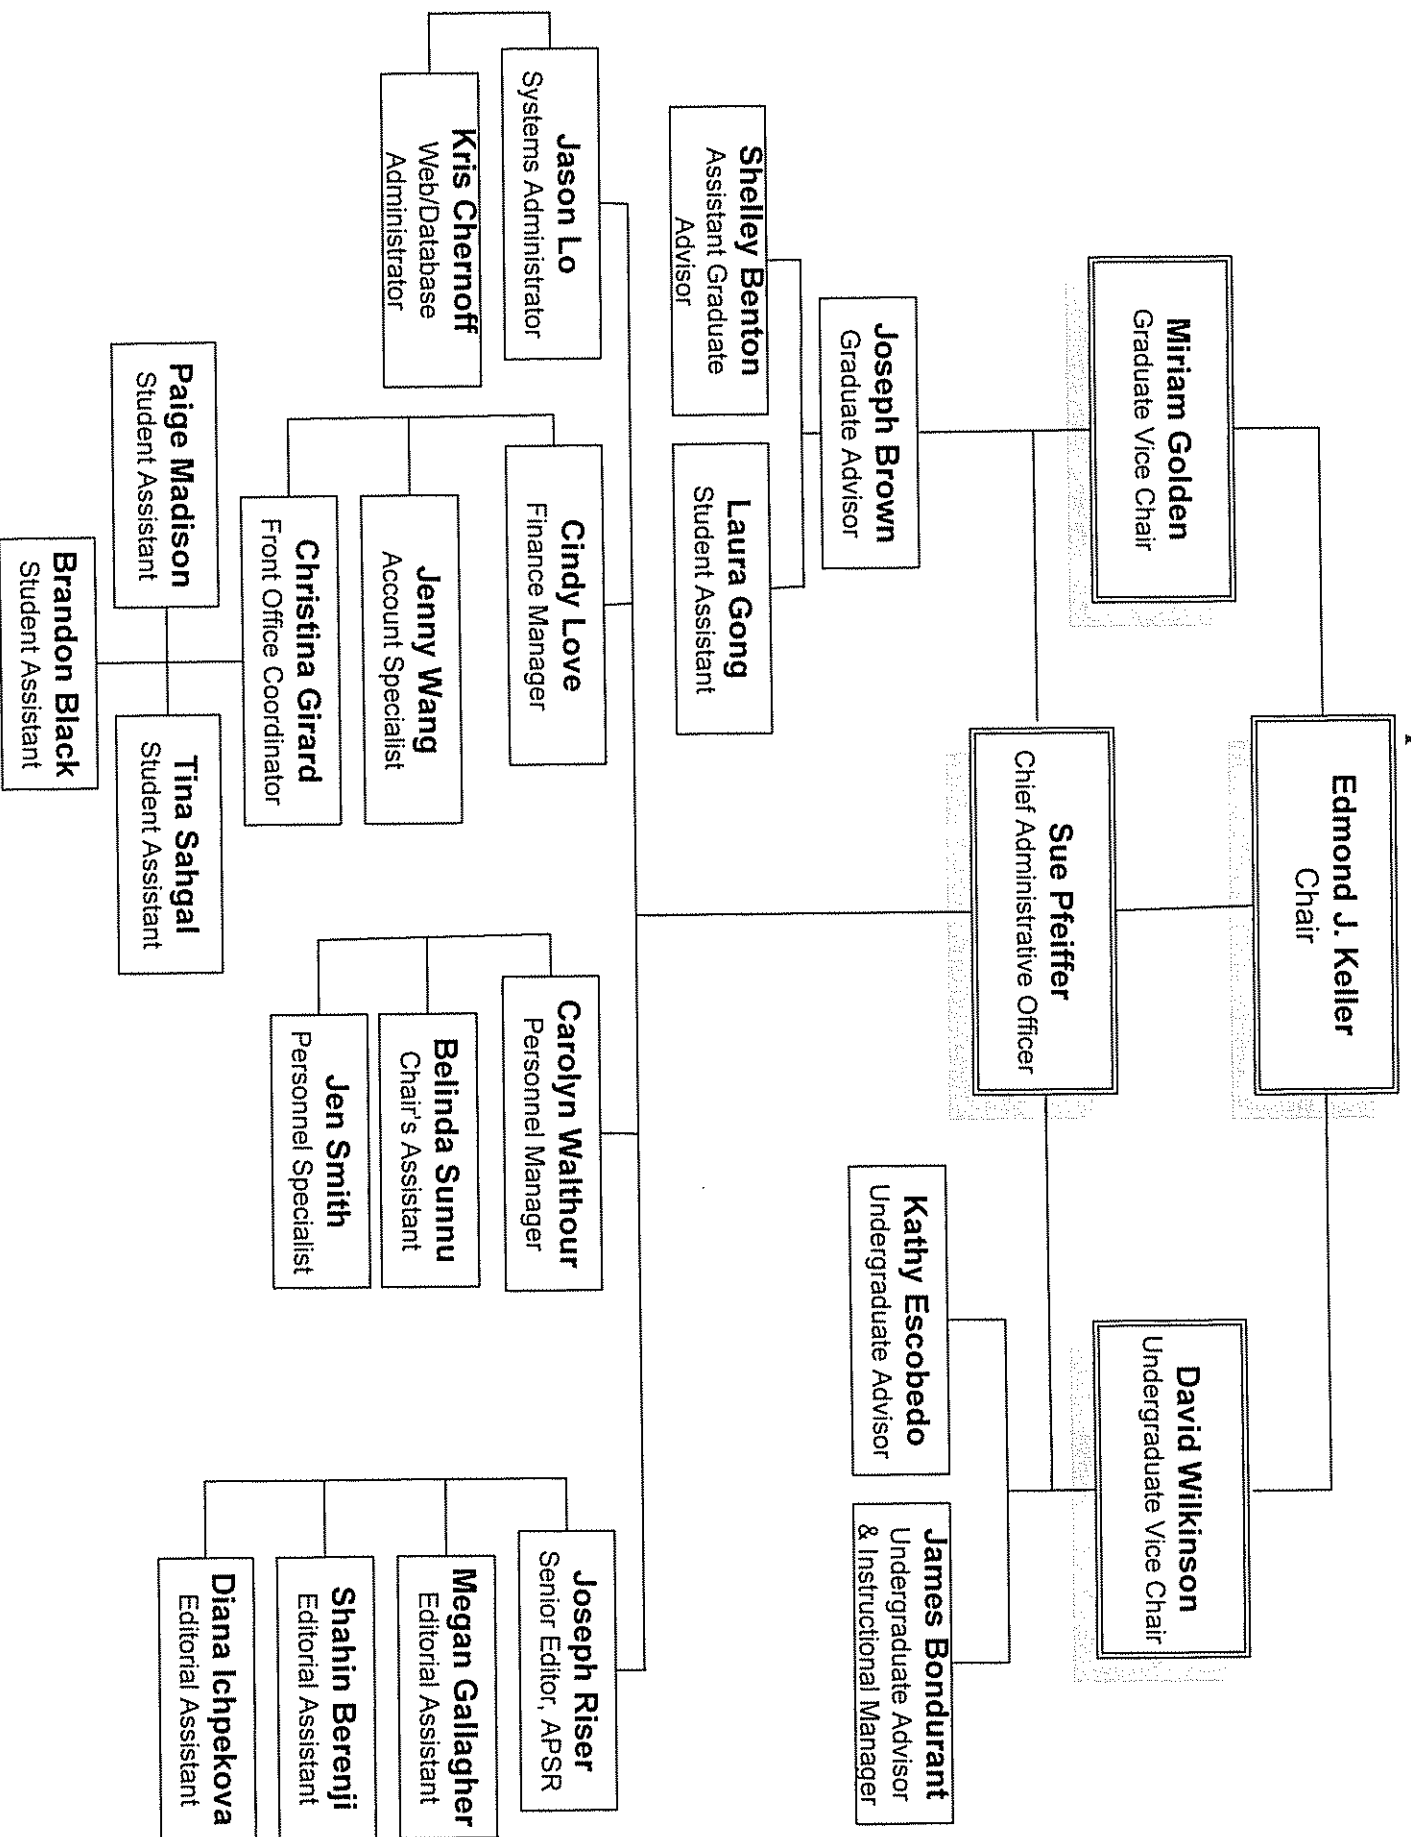 Edmond J. Keller
Chair
Miriam Golden
Graduate Vice Chair
Sue Pfeiffer
Chief Administrative Officer
David Wilkinson
Undergraduate Vice Chair
Joseph Brown
Graduate Advisor
Shelley Benton
Assistant Graduate
Advisor
Laura Gong
Student Assistant
Kathy Escobedo
Undergraduate Advisor
James Bondurant
Undergraduate Advisor
& Instructional Manager
Jason Lo
Systems Administrator
Kris Chernoff
Web/Database
Administrator
Cindy Love
Finance Manager
Jenny Wang
Account Specialist
Christina Girard
Front Office Coordinator
Paige Madison
Student Assistant
Tina Sahgal
Student Assistant
Brandon Black
Student Assistant
Carolyn Walthour
Personnel Manager
Belinda Sunnu
Chair's Assistant
Jen Smith
Personnel Specialist
Joseph Riser
Senior Editor, APSR
Megan Gallagher
Editorial Assistant
Shahin Berenji
Editorial Assistant
Diana Ichpekova
Editorial Assistant